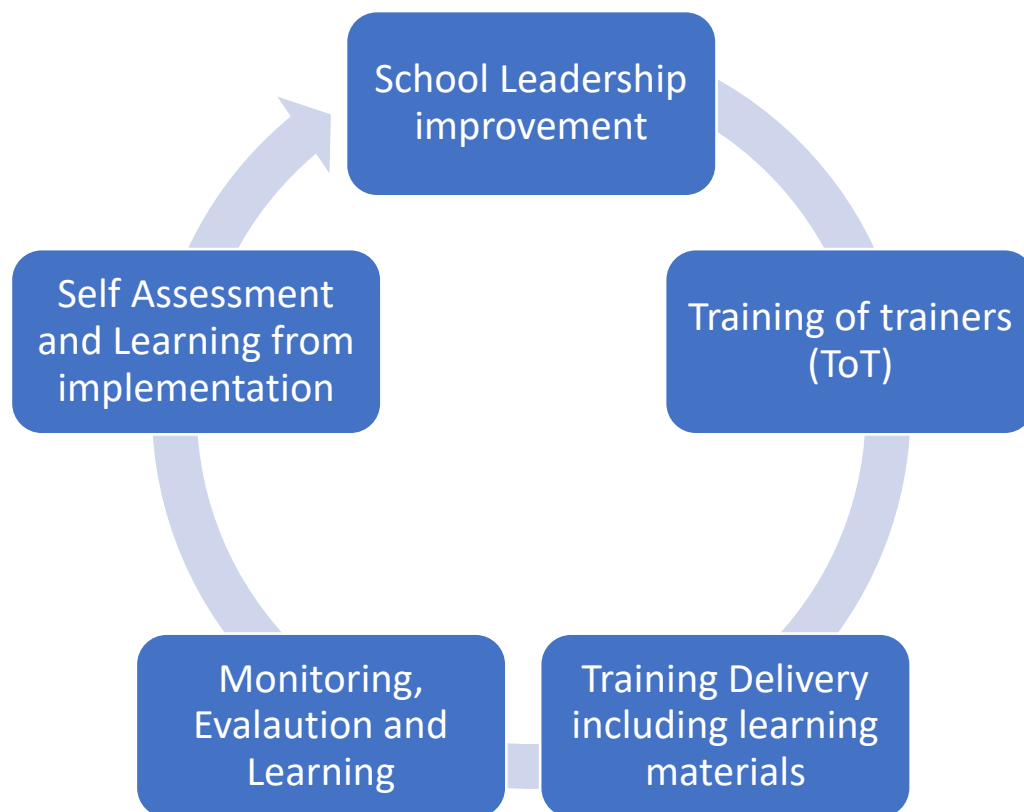 School Leadership
improvement
Training of trainers
(ToT)
Training Delivery
including learning
materials
Monitoring,
Evalaution and
Learning
Self Assessment
and Learning from
implementation